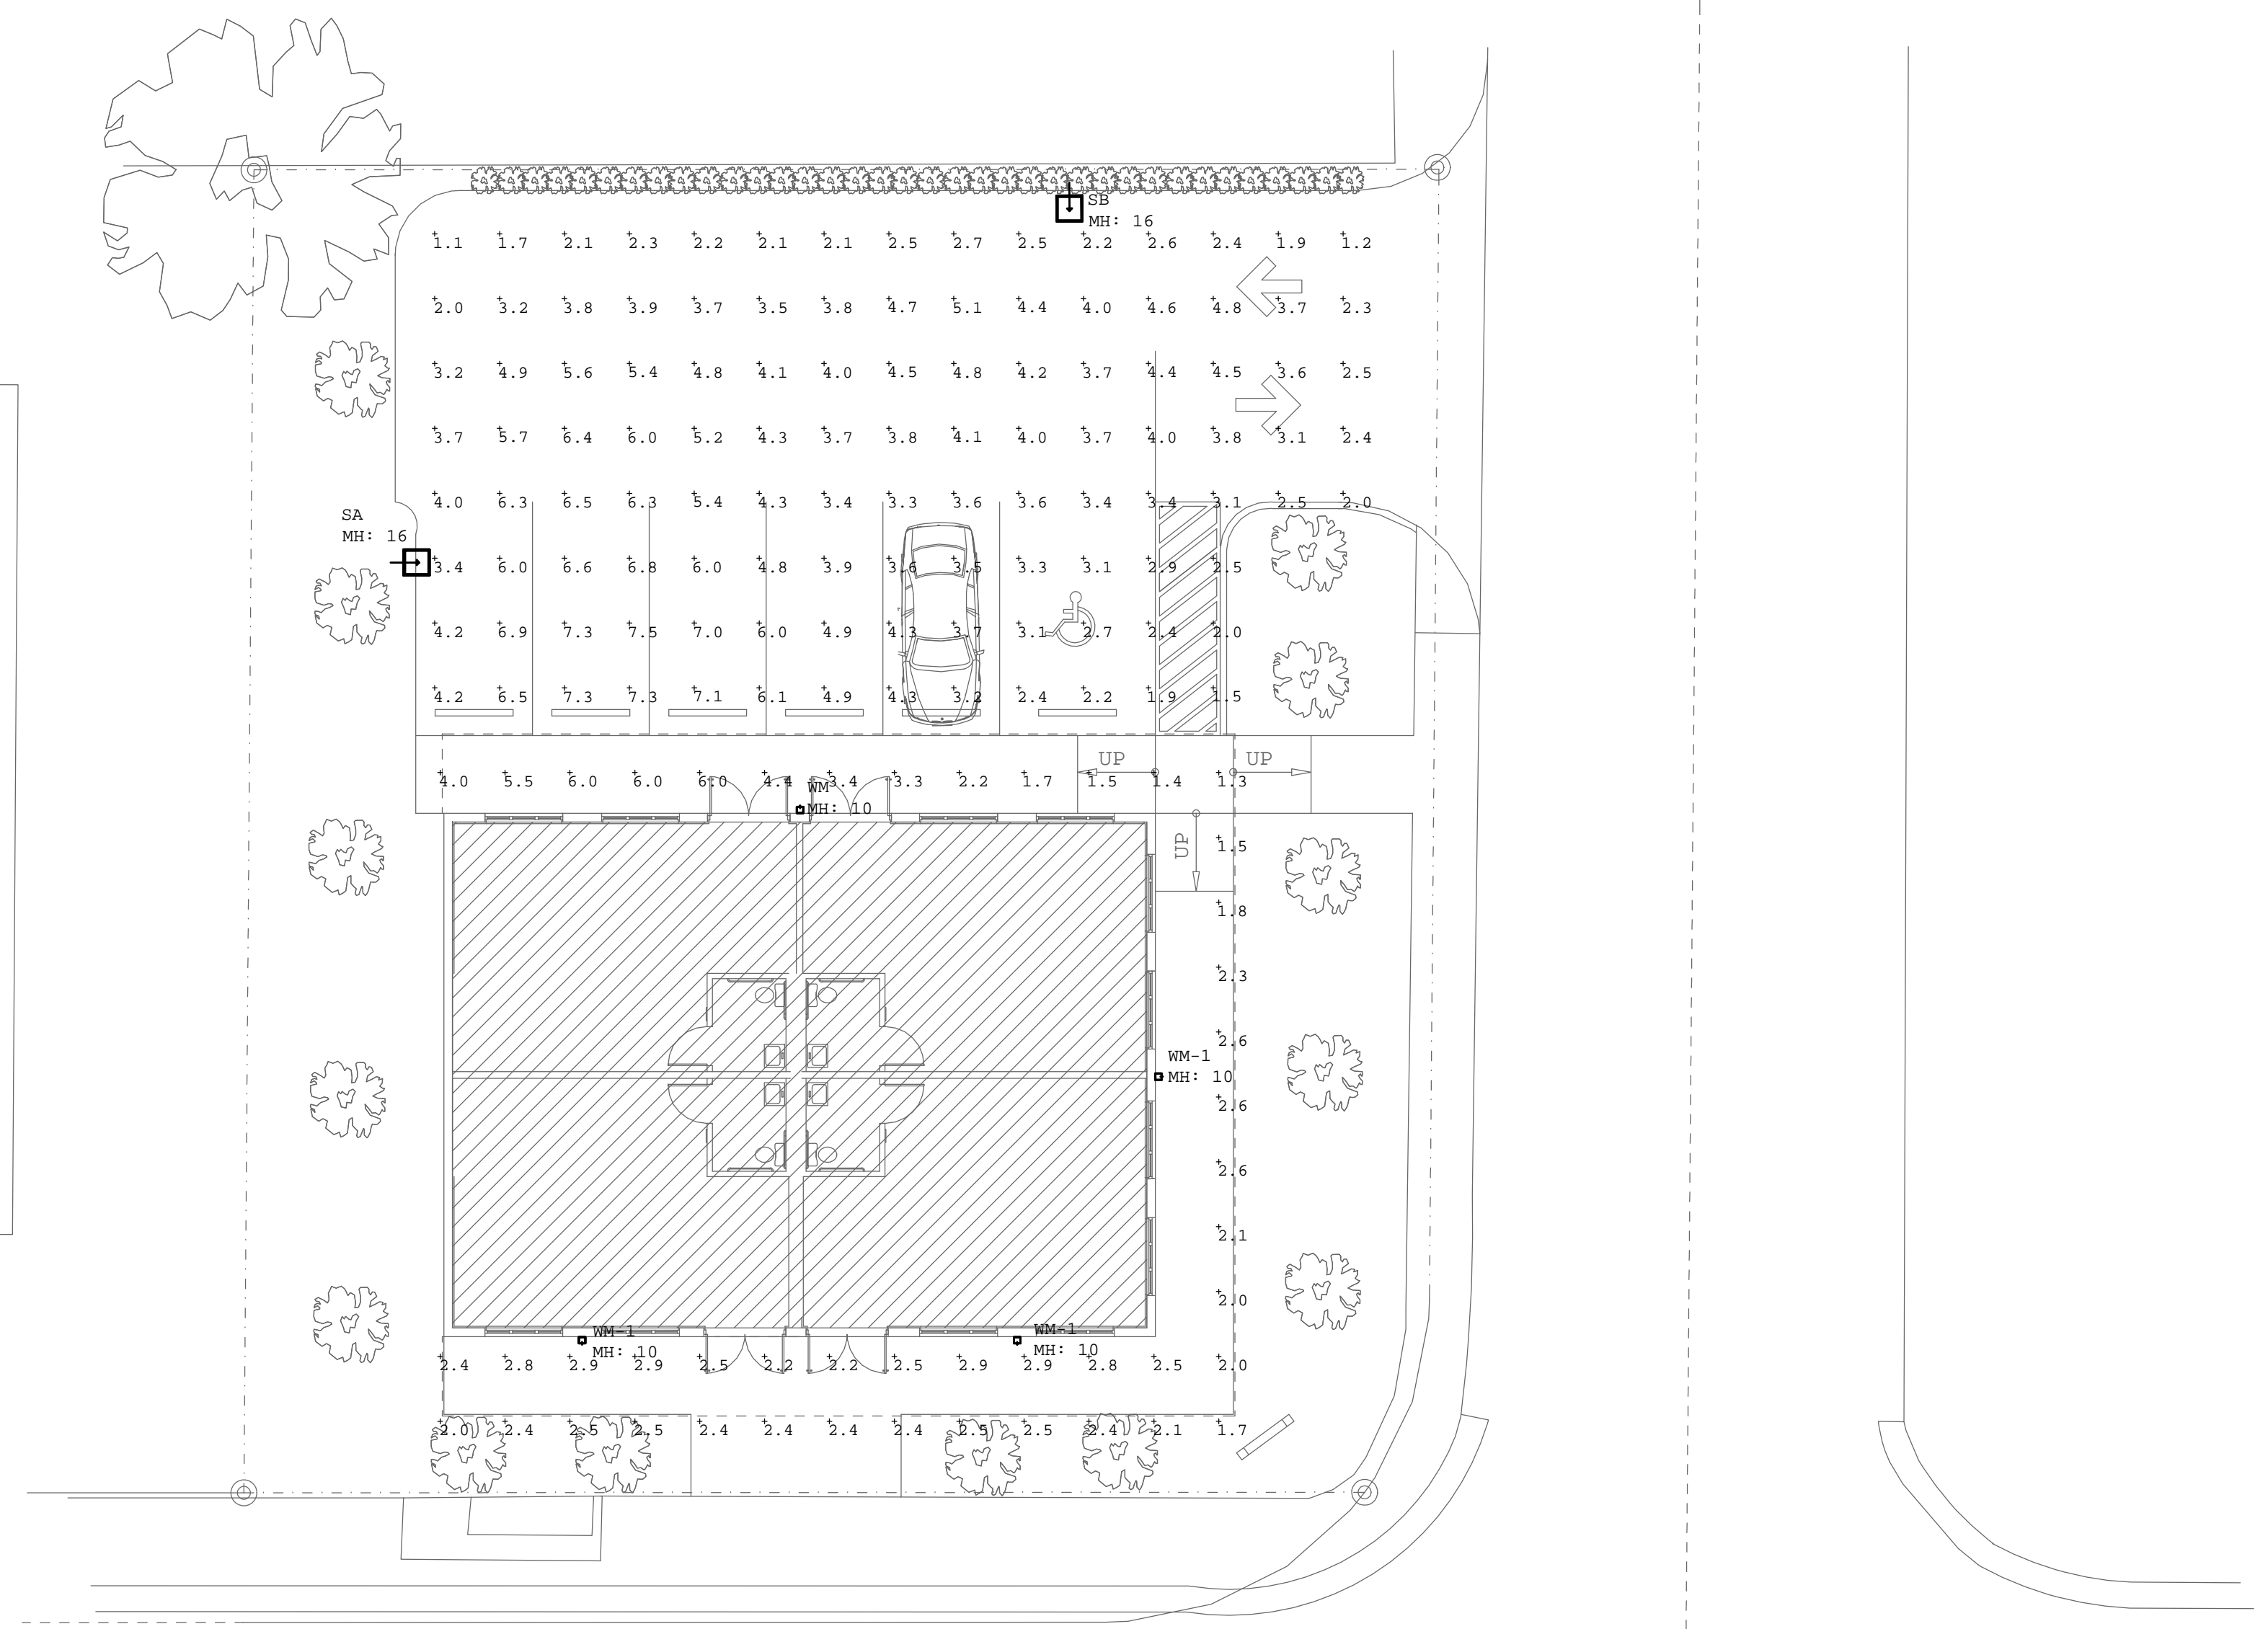 SB
MH: 16
1.1 1.7 2.1 2.3 2.2 2.1 2.1 2.5 2.7 2.5 2.2 2.6 2.4 1.9 1.2
2.0 3.2 3.8 3.9 3.7 3.5 3.8 4.7 5.1 4.4 4.0 4.6 4.8 3.7 2.3
3.2 4.9 5.6 5.4 4.8 4.1 4.0 4.5 4.8 4.2 3.7 4.4 4.5 3.6 2.5
3.7 5.7 6.4 6.0 5.2 4.3 3.7 3.8 4.1 4.0 3.7 4.0 3.8 3.1 2.4
4.0 6.3 6.5 6.3 5.4 4.3 3.4 3.3 3.6 3.6 3.4 3.4 3.1 2.5 2.0
SA
MH: 16
3.4 6.0 6.6 6.8 6.0 4.8 3.9 3.6 3.5 3.3 3.1 2.9 2.5
4.2 6.9 7.3 7.5 7.0 6.0 4.9 4.3 3.7 3.1 2.7 2.4 2.0
4.2 6.5 7.3 7.3 7.1 6.1 4.9 4.3 3.2 2.4 2.2 1.9 1.5
UP UP
4.0 5.5 6.0 6.0 6.0 4.4 3.4 3.3 2.2 1.7 1.5 1.4 1.3
WM
MH: 10
UP
1.5
1.8
2.3
2.6
WM-1
MH: 10
2.6
2.6
2.1
2.0
WM-1 WM-1
MH: 10 MH: 10
2.4 2.8 2.9 2.9 2.5 2.2 2.2 2.5 2.9 2.9 2.8 2.5 2.0
2.0 2.4 2.5 2.5 2.4 2.4 2.4 2.4 2.5 2.5 2.4 2.1 1.7